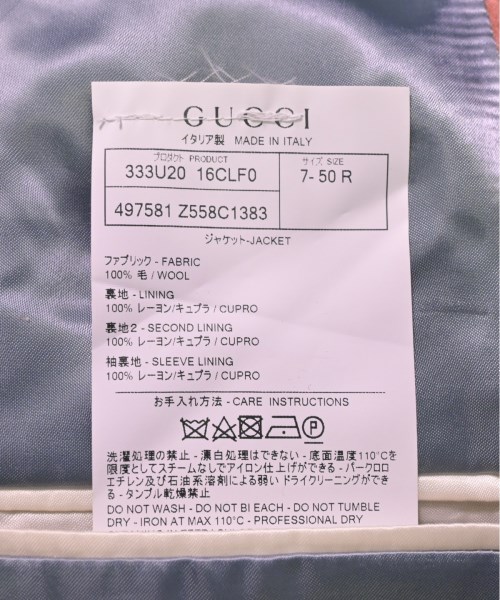 GUCCI
イタリア製 MADE IN ITALY
プロダクト PRODUCT
サイズ SIZE
333U20 16CLF0
7- 50 R
497581 Z558C1383
ジャケット-JACKET
ファブリック - FABRIC
100% 毛 / WOOL
裏地 - LINING
100% レーヨン/キュプラ / CUPRO
裏地2 - SECOND LINING
100% レーヨン/キュプラ / CUPRO
袖裏地 - SLEEVE LINING
100% レーヨン/キュプラ / CUPRO
お手入れ方法 - CARE INSTRUCTIONS
P
洗濯処理の禁止 - 漂白処理はできない - 底面温度110℃を
限度としてスチームなしでアイロン仕上げができる - パークロロ
エチレン及び石油系溶剤による弱い ドライクリーニングができる
- タンブル乾燥禁止
DO NOT WASH - DO NOT BLEACH - DO NOT TUMBLE
DRY - IRON AT MAX 110°C - PROFESSIONAL DRY